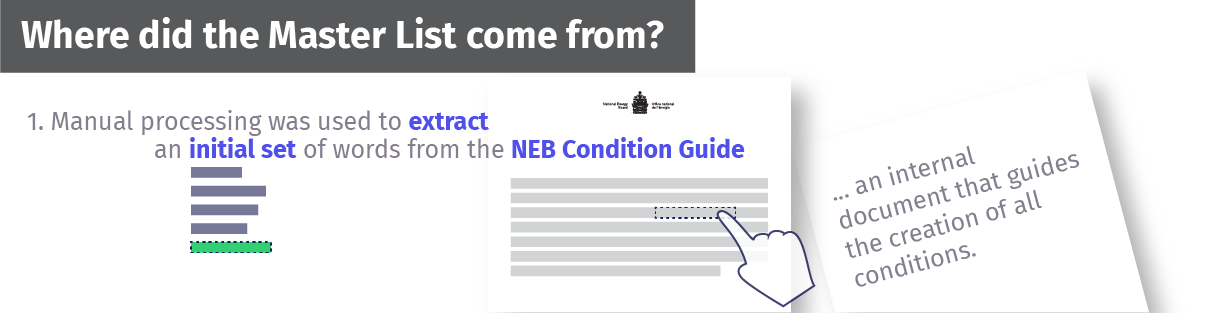 Where did the Master List come from?
1. Manual processing was used to extract
an initial set of words from the NEB Condition Guide
National Energy
Board
Office national
de l'énergie
... an internal
document that guides
the creation of all
conditions.